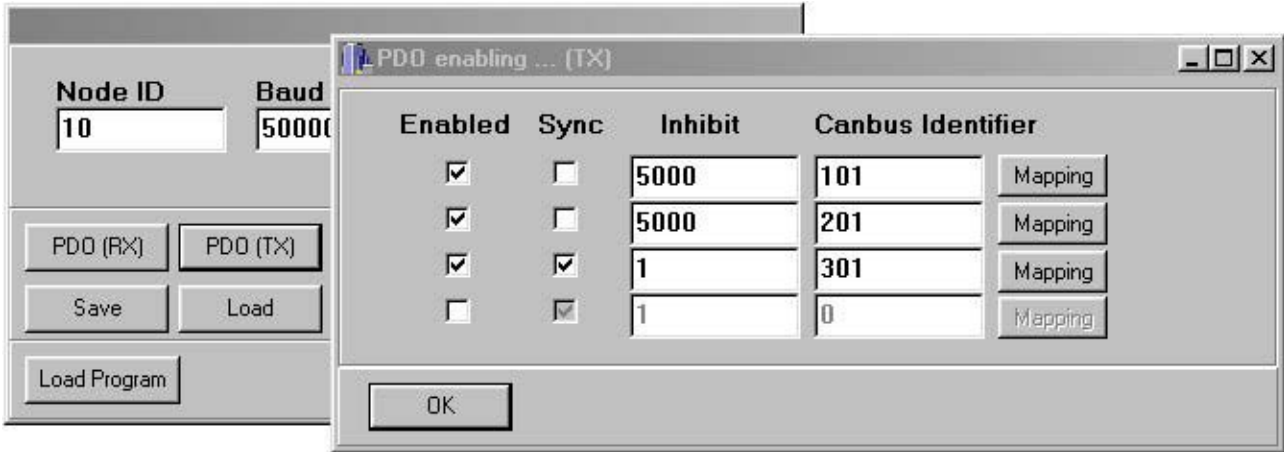 PDO enabling ... (TX)
Node ID
Baud
10
50000
Enabled Sync Inhibit Canbus Identifier
5000 101 Mapping
5000 201 Mapping
1 301 Mapping
1 0 Mapping
PDO (RX) PDO (TX)
Save Load
Load Program
OK